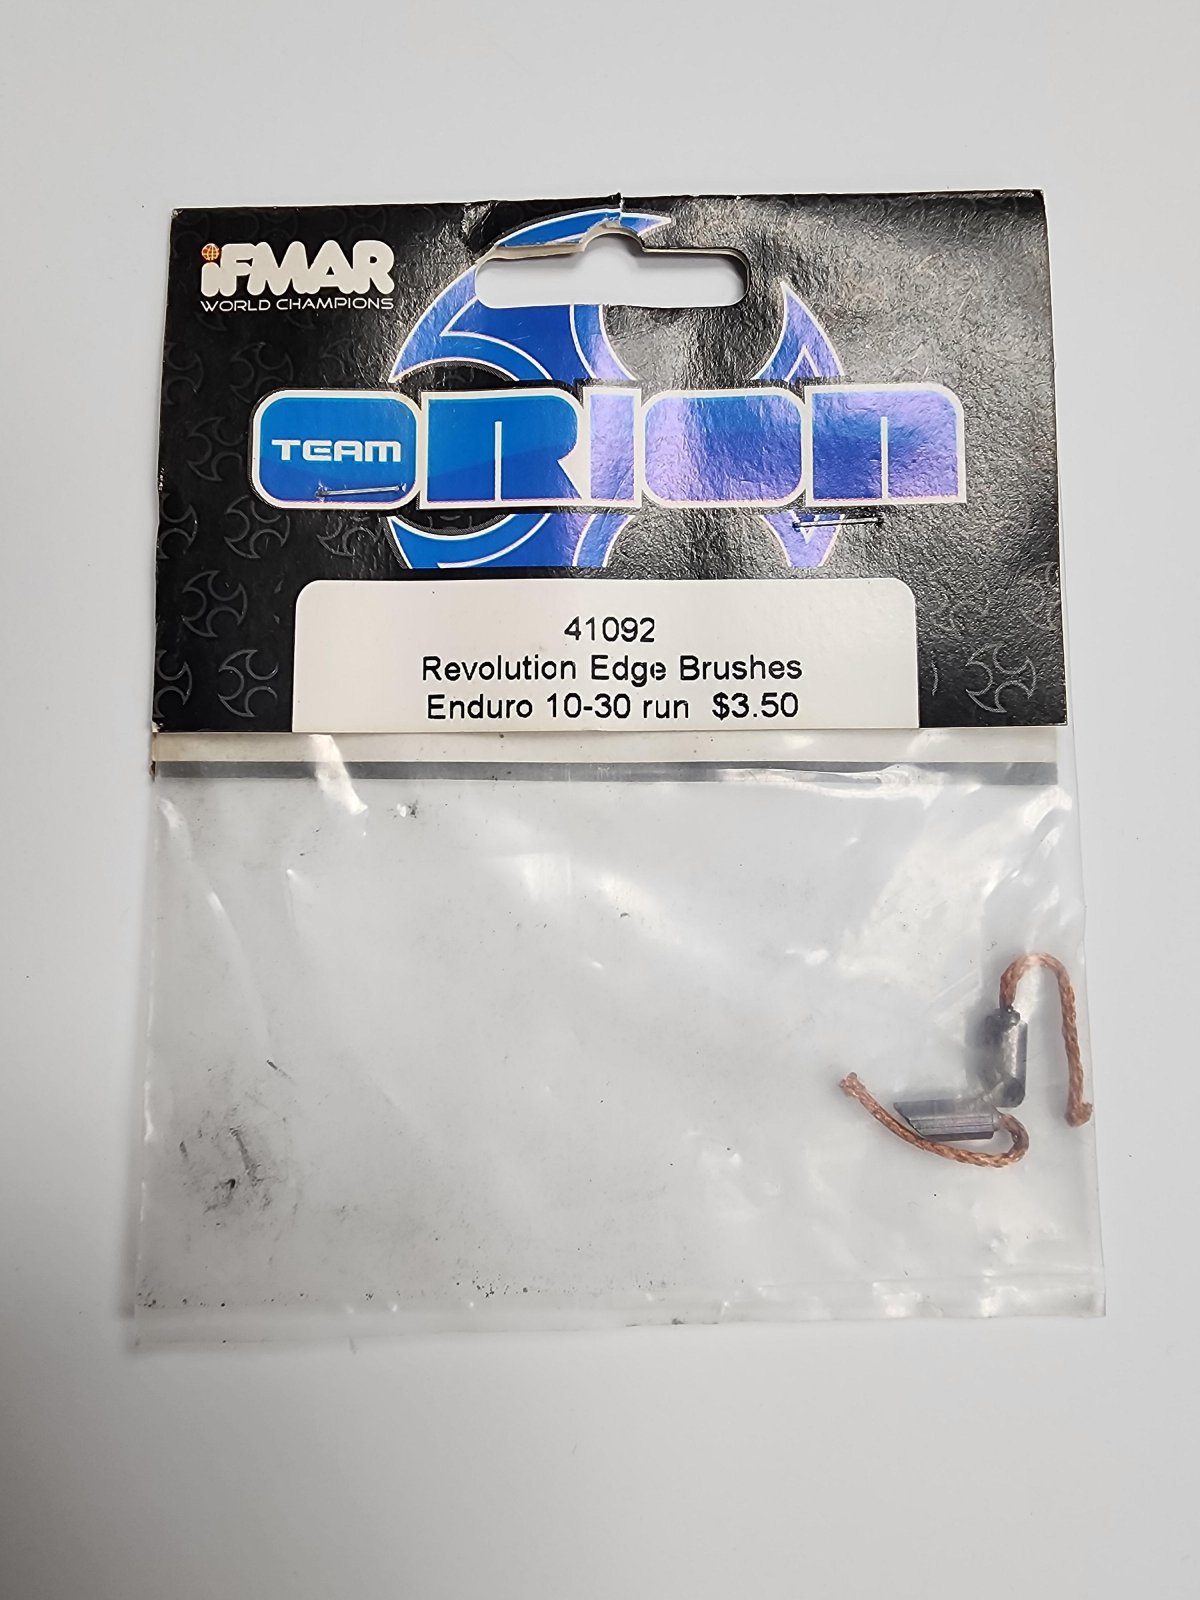 iFMAR
WORLD CHAMPIONS
TEAM
ORION
41092
Revolution Edge Brushes
Enduro 10-30 run $3.50